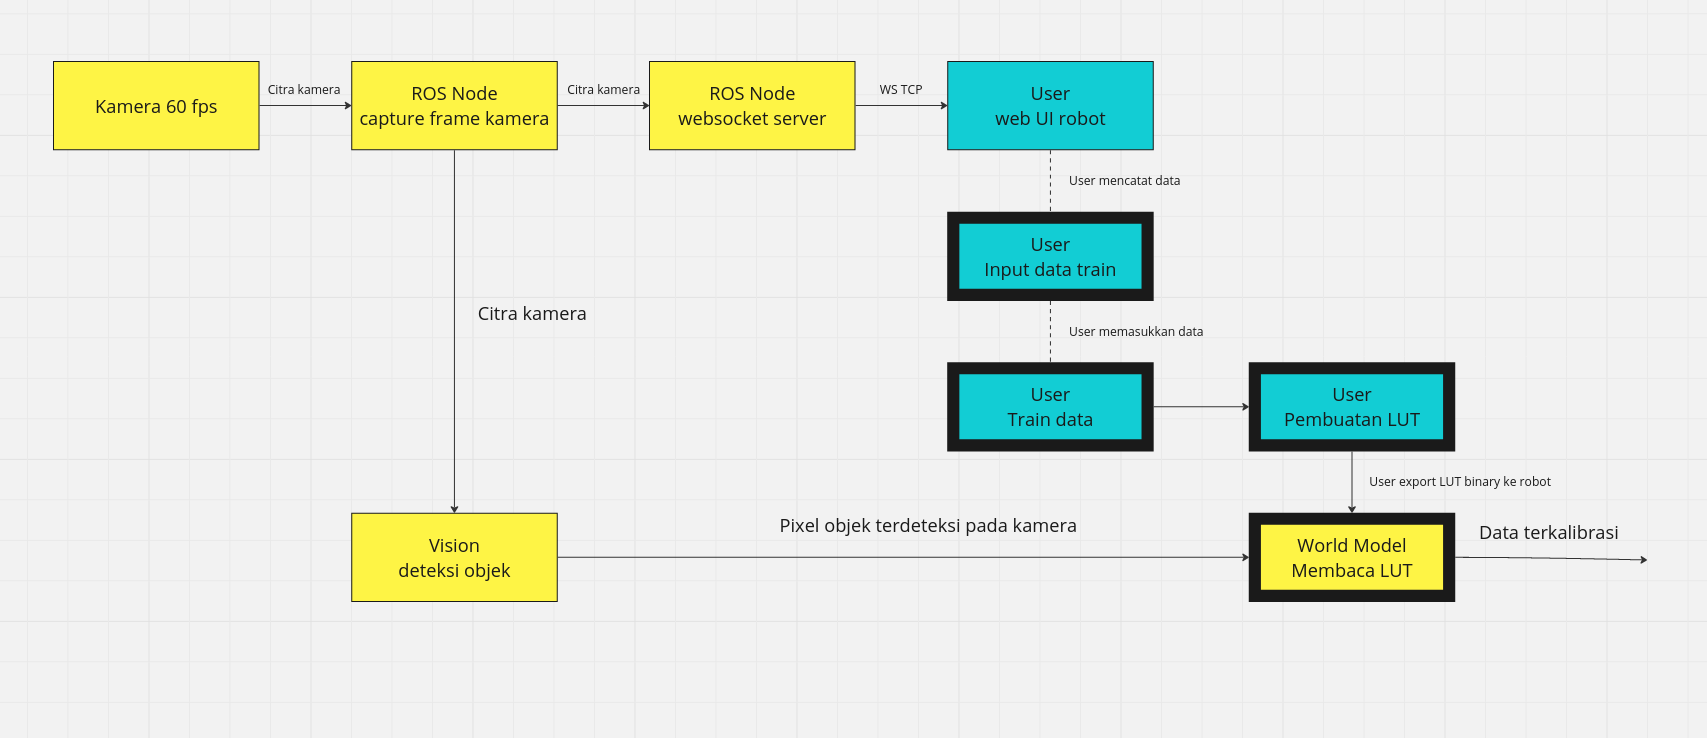 Kamera 60 fps
Citra kamera
ROS Node
capture frame kamera
Citra kamera
ROS Node
websocket server
WS TCP
User
web UI robot
User mencatat data
User
Input data train
User memasukkan data
User
Train data
User
Pembuatan LUT
User export LUT binary ke robot
Citra kamera
Vision
deteksi objek
Pixel objek terdeteksi pada kamera
World Model
Membaca LUT
Data terkalibrasi